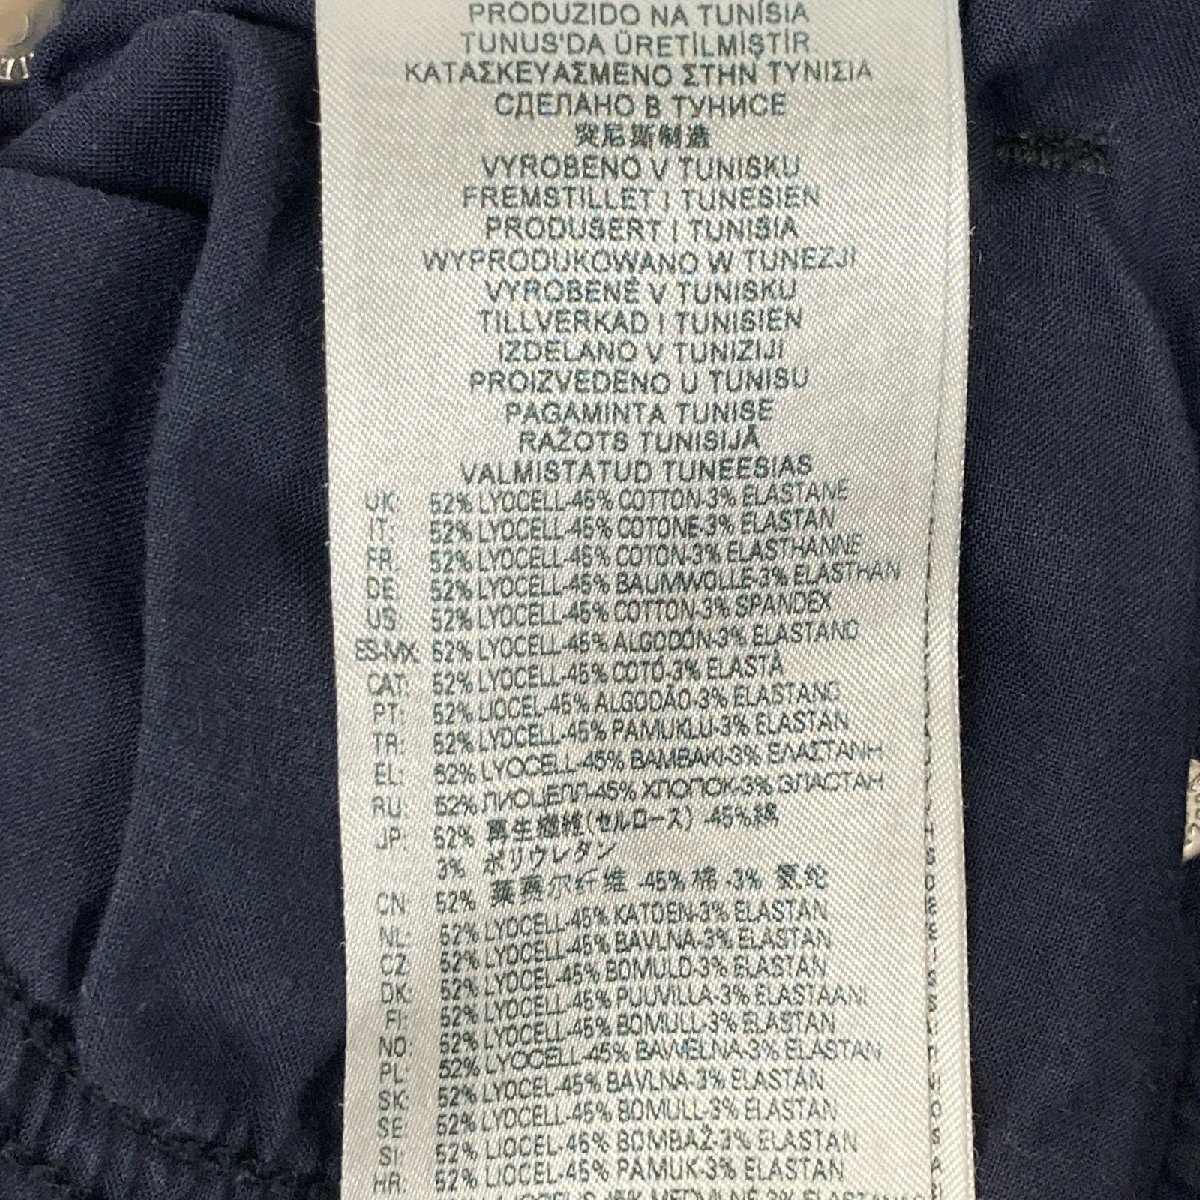 PRODUZIDO NA TUNÍSIA
TUNUS'DA ÜRETİLMİŞTİR.
ΚΑΤΑΣΚΕΥΑΣΜΕΝΟ ΣΤΗΝ ΤΥΝΙΣΙΑ
СДЕЛАНО В ТУНИСЕ
突尼斯制造
VYROBENO V TUNISKU
FREMSTILLET I TUNESIEN
PRODUSERT I TUNISIA
WYPRODUKOWANO W TUNEZJI
VYROBENÉ V TUNISKU
TILLVERKAD I TUNISIEN
IZDELANO V TUNIZIJI
PROIZVEDENO U TUNISU
PAGAMINTA TUNISE
RAŽOTS TUNISIJĀ
VALMISTATUD TUNEESIAS
UK: 52% LYOCELL-45% COTTON-3% ELASTANE
IT: 52% LYOCELL-45% COTONE-3% ELASTAN
FR: 52% LYOCELL-45% COTON-3% ELASTHANNE
DE: 52% LYOCELL-45% BAUMWOLLE-3% ELASTHAN
US: 52% LYOCELL-45% COTTON-3% SPANDEX
ES-MX: 52% LYOCELL-45% ALGODÓN-3% ELASTANO
CAT: 52% LYOCELL-45% COTÓ-3% ELASTÀ
PT: 52% LIOCEL-45% ALGODÃO-3% ELASTANO
TR: 52% LYOCELL-45% PAMUKLU-3% ELASTAN
EL: 52% LYOCELL-45% ΒΑΜΒΑΚΙ-3% ΕΛΑΣΤΑΝΗ
RU: 52% ЛИОЦЕЛЛ-45% ХЛОПОК-3% ЭЛАСТАН
JP: 52% 再生繊維(セルロース) -45%綿
3% ポリウレタン
CN: 52% 莱赛尔纤维 -45% 棉 -3% 氨纶
NL: 52% LYOCELL-45% KATOEN-3% ELASTAN
CZ: 52% LYOCELL-45% BAVLNA-3% ELASTAN
DK: 52% LYOCELL-45% BOMULD-3% ELASTAN
FI: 52% LYOCELL-45% PUUVILLA-3% ELASTAANI
NO: 52% LYOCELL-45% BOMULL-3% ELASTAN
PL: 52% LYOCELL-45% BAWEŁNA-3% ELASTAN
SK: 52% LYOCEL-45% BAVLNA-3% ELASTAN
SE: 52% LYOCELL-45% BOMULL-3% ELASTAN
SI: 52% LIOCEL-45% BOMBAŽ-3% ELASTAN
HR: 52% LIOCELL-45% PAMUK-3% ELASTAN